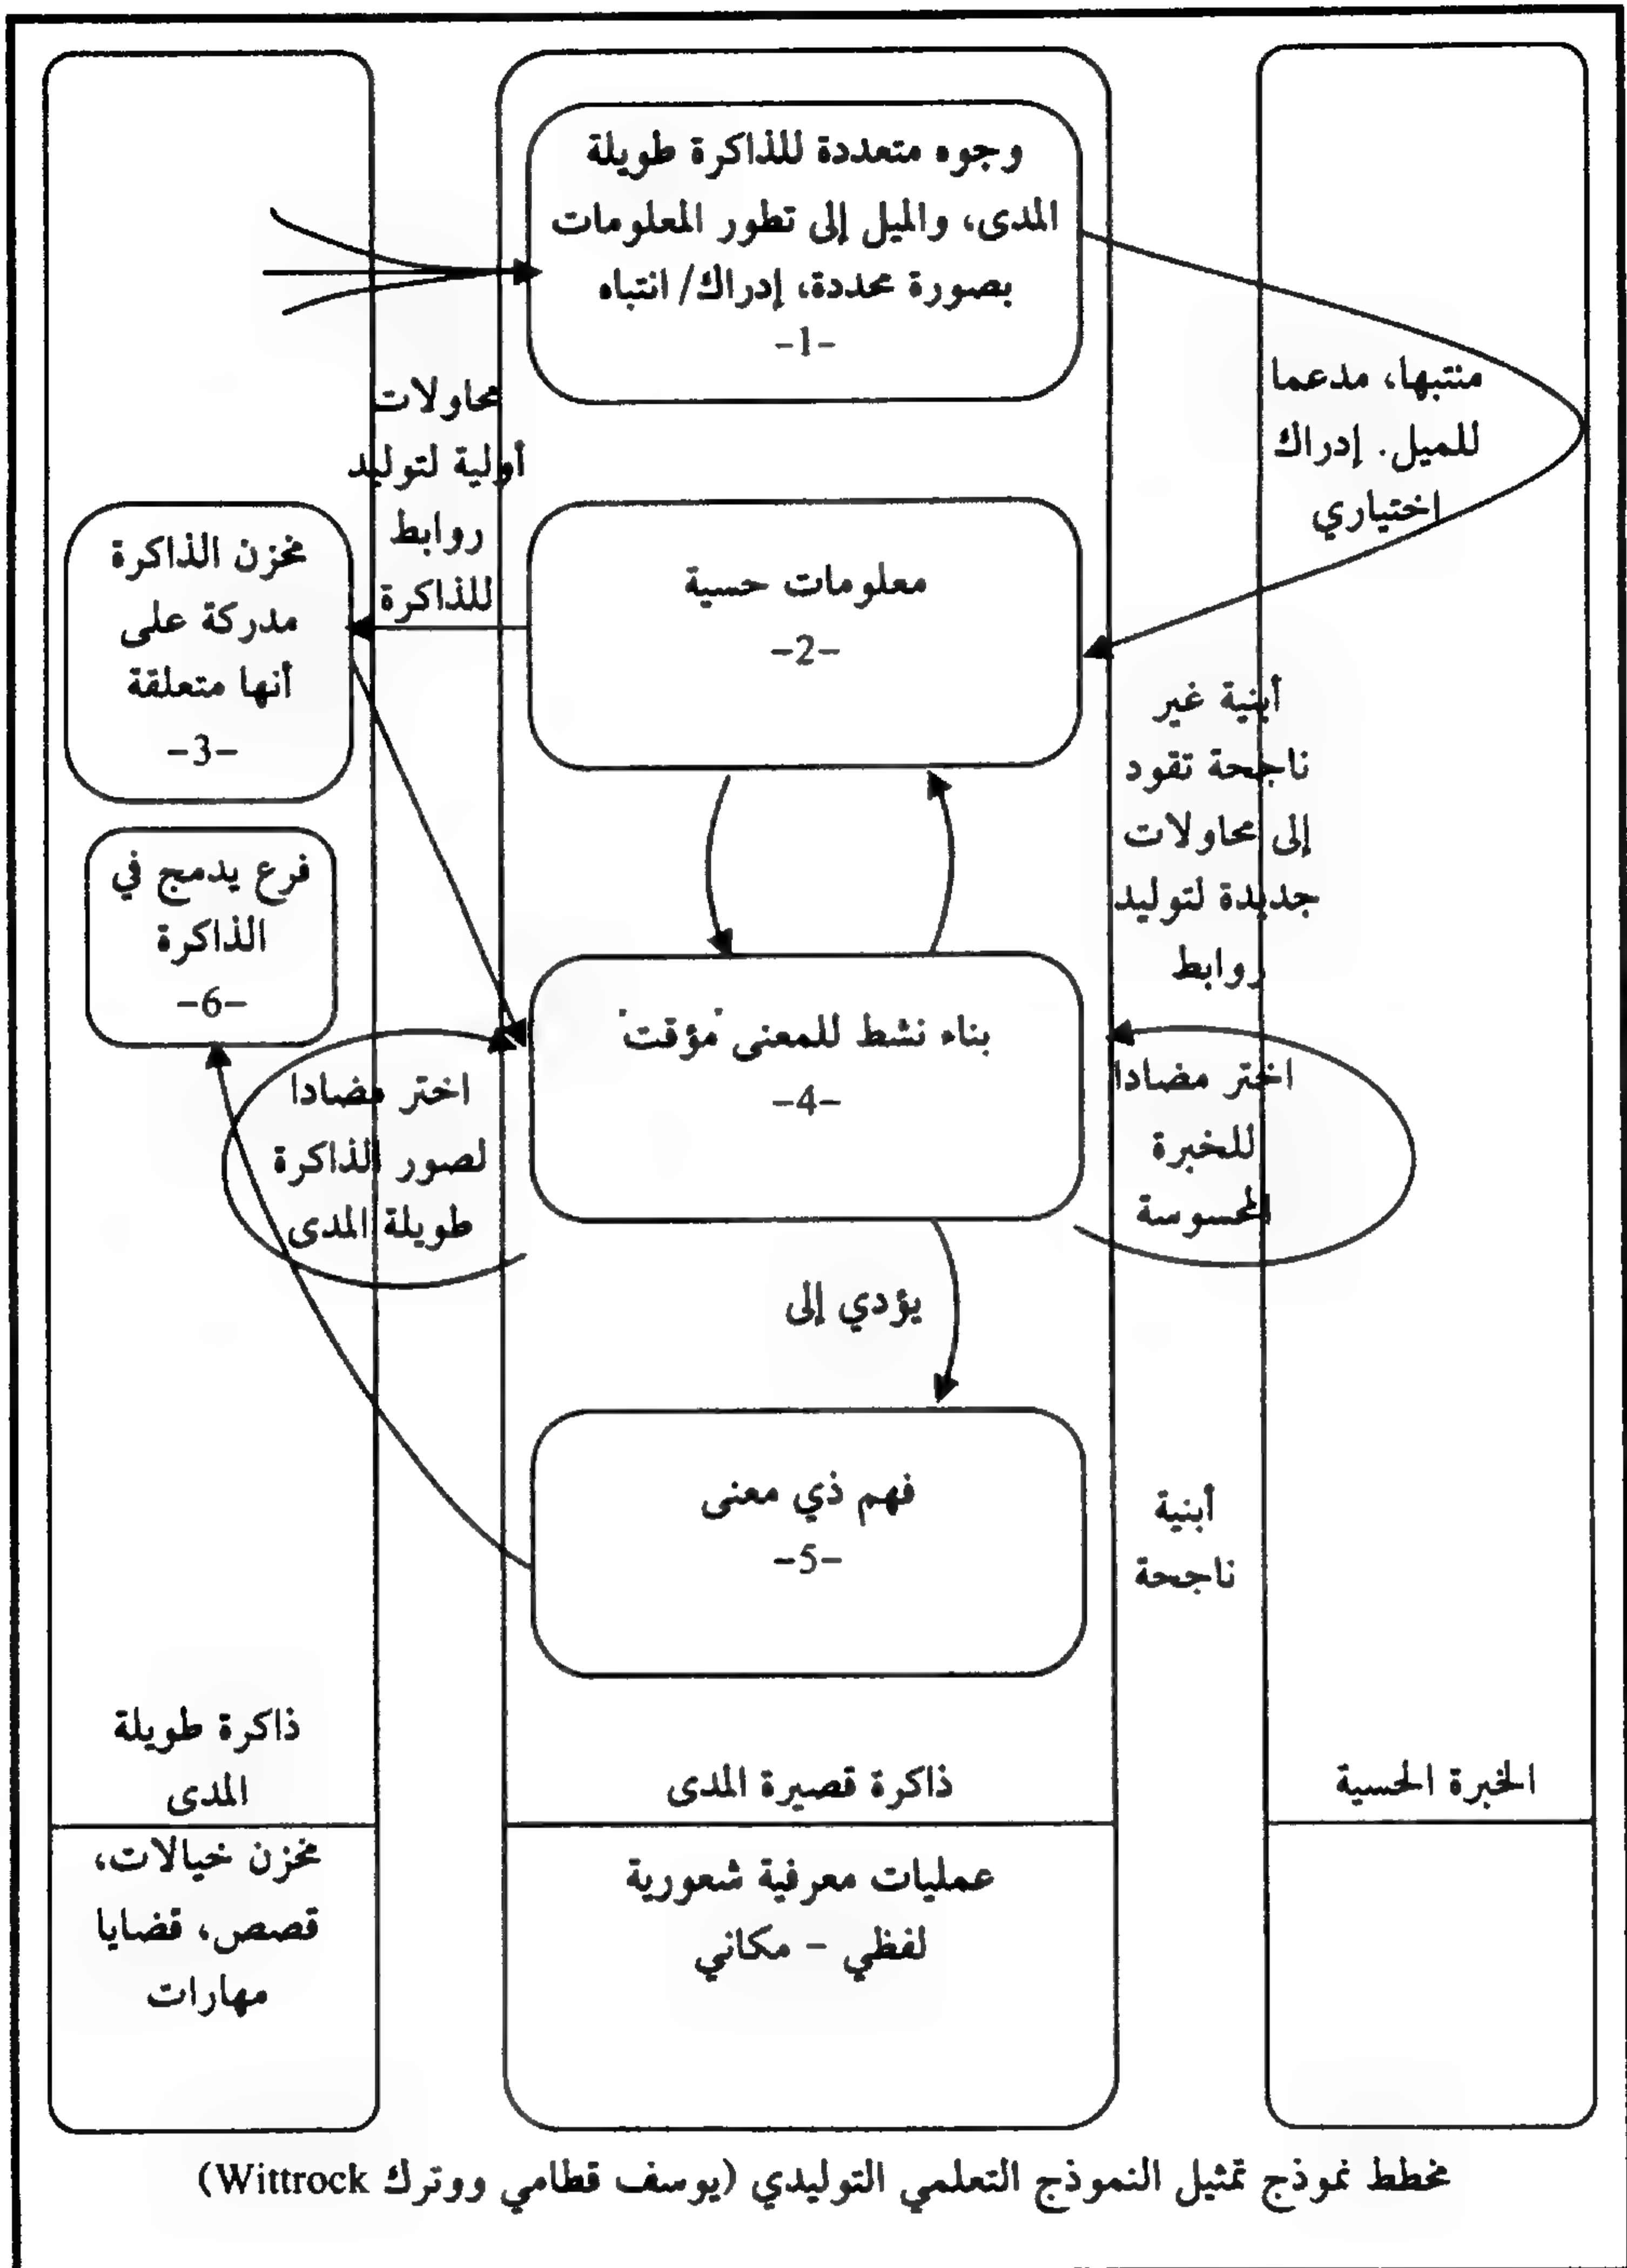 وجوه متعددة للذاكرة طويلة
المدى، والميل إلى تطور المعلومات
بصورة محددة، إدراك/ انتباه
-1-
منتبها، مدعما
للميل. إدراك
اختياري
محاولات
أولية لتوليد
روابط
للذاكرة
معلومات حسية
-2-
مخزن الذاكرة
مدركة على
أنها متعلقة
-3-
أبنية غير
ناجحة تقود
إلى محاولات
جديدة لتوليد
روابط
فرع يدمج في
الذاكرة
-6-
بناء نشط للمعنى "مؤقت"
-4-
اختر مضادا
للخبرة
المحسوسة
اختر مضادا
لصور الذاكرة
طويلة المدى
يؤدي إلى
فهم ذي معنى
-5-
أبنية
ناجحة
الخبرة الحسية
ذاكرة قصيرة المدى
ذاكرة طويلة
المدى
عمليات معرفية شعورية
لفظي - مكاني
مخزن خيالات،
قصص، قضايا
مهارات
مخطط نموذج تمثيل النموذج التعلمي التوليدي (يوسف قطامي ووترك Wittrock)